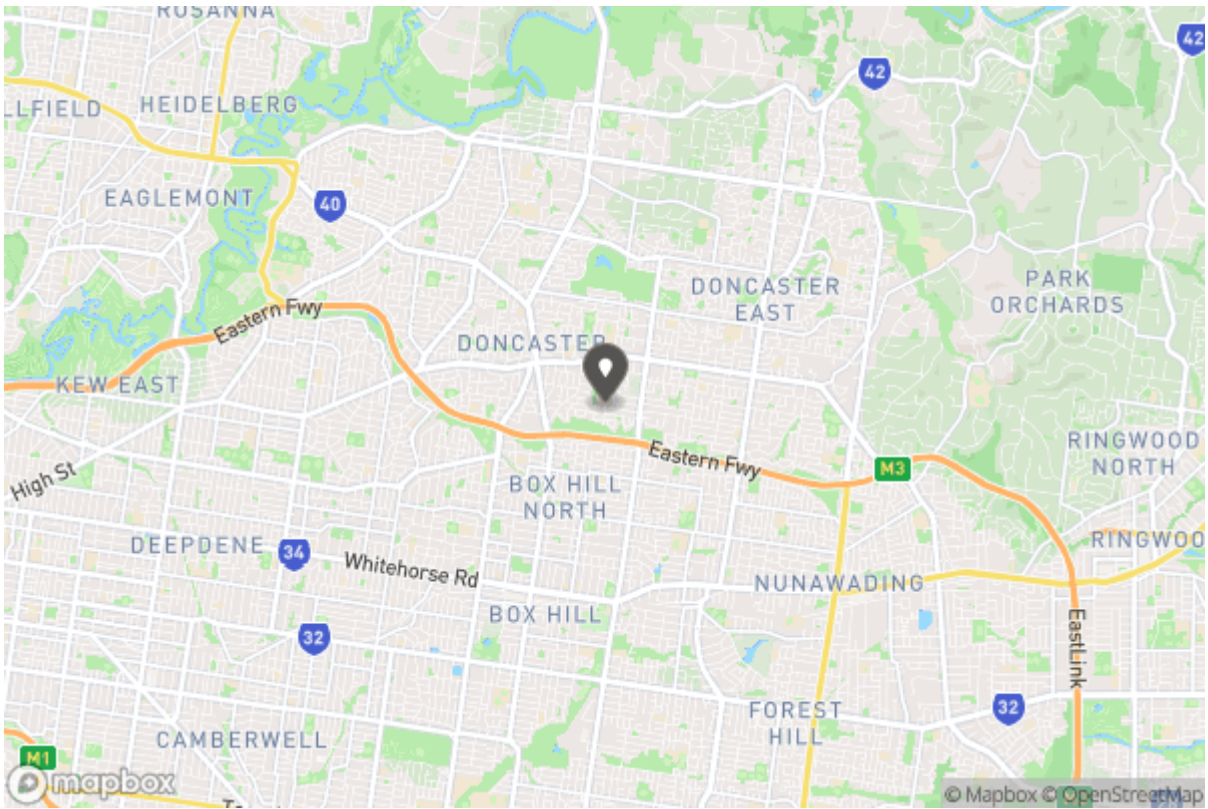 ROSANNA
42
42
LLFIELD
HEIDELBERG
EAGLEMONT
40
DONCASTER
EAST
PARK
ORCHARDS
Eastern Fwy
DONCASTER
KEW EAST
RINGWOOD
NORTH
Eastern Fwy
M3
High St
BOX HILL
NORTH
DEEPDENE
34
RINGWOO
Whitehorse Rd
NUNAWADING
BOX HILL
32
EastLink
FOREST
HILL
32
CAMBERWELL
M1
mapbox
© Mapbox © OpenStreetMap